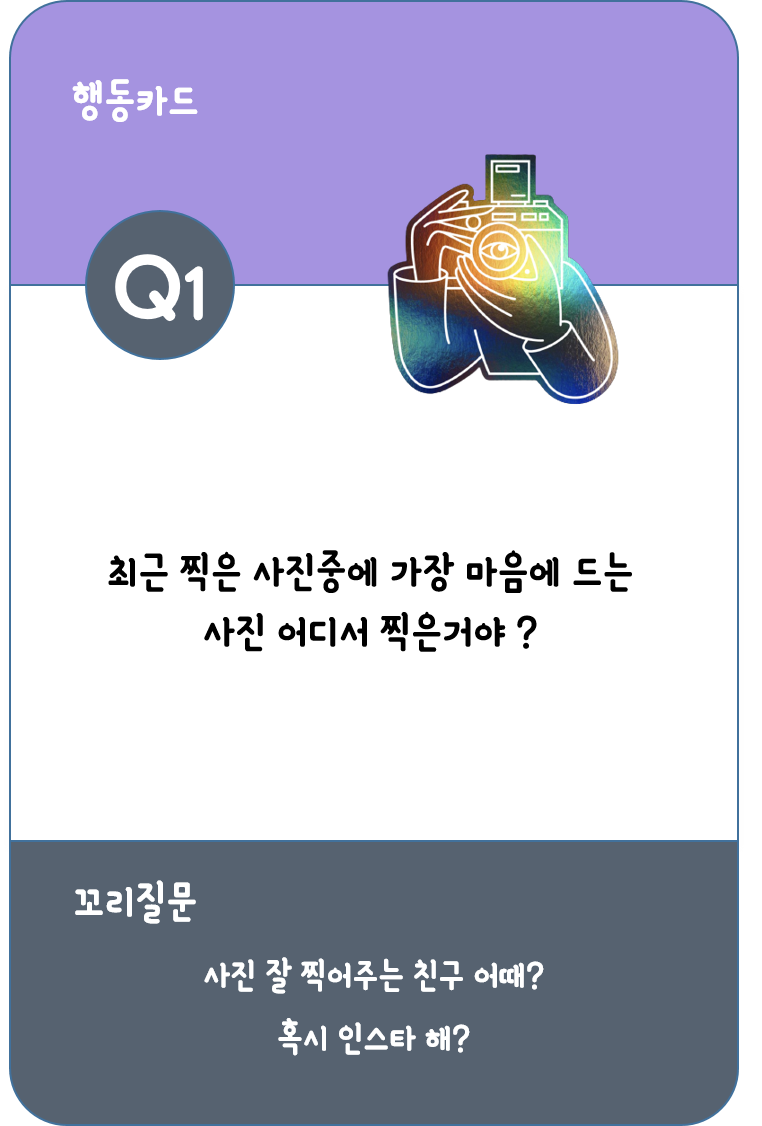 행동카드
Q1
최근 찍은 사진중에 가장 마음에 드는
사진 어디서 찍은거야 ?
꼬리질문
사진 잘 찍어주는 친구 어때?
혹시 인스타 해?